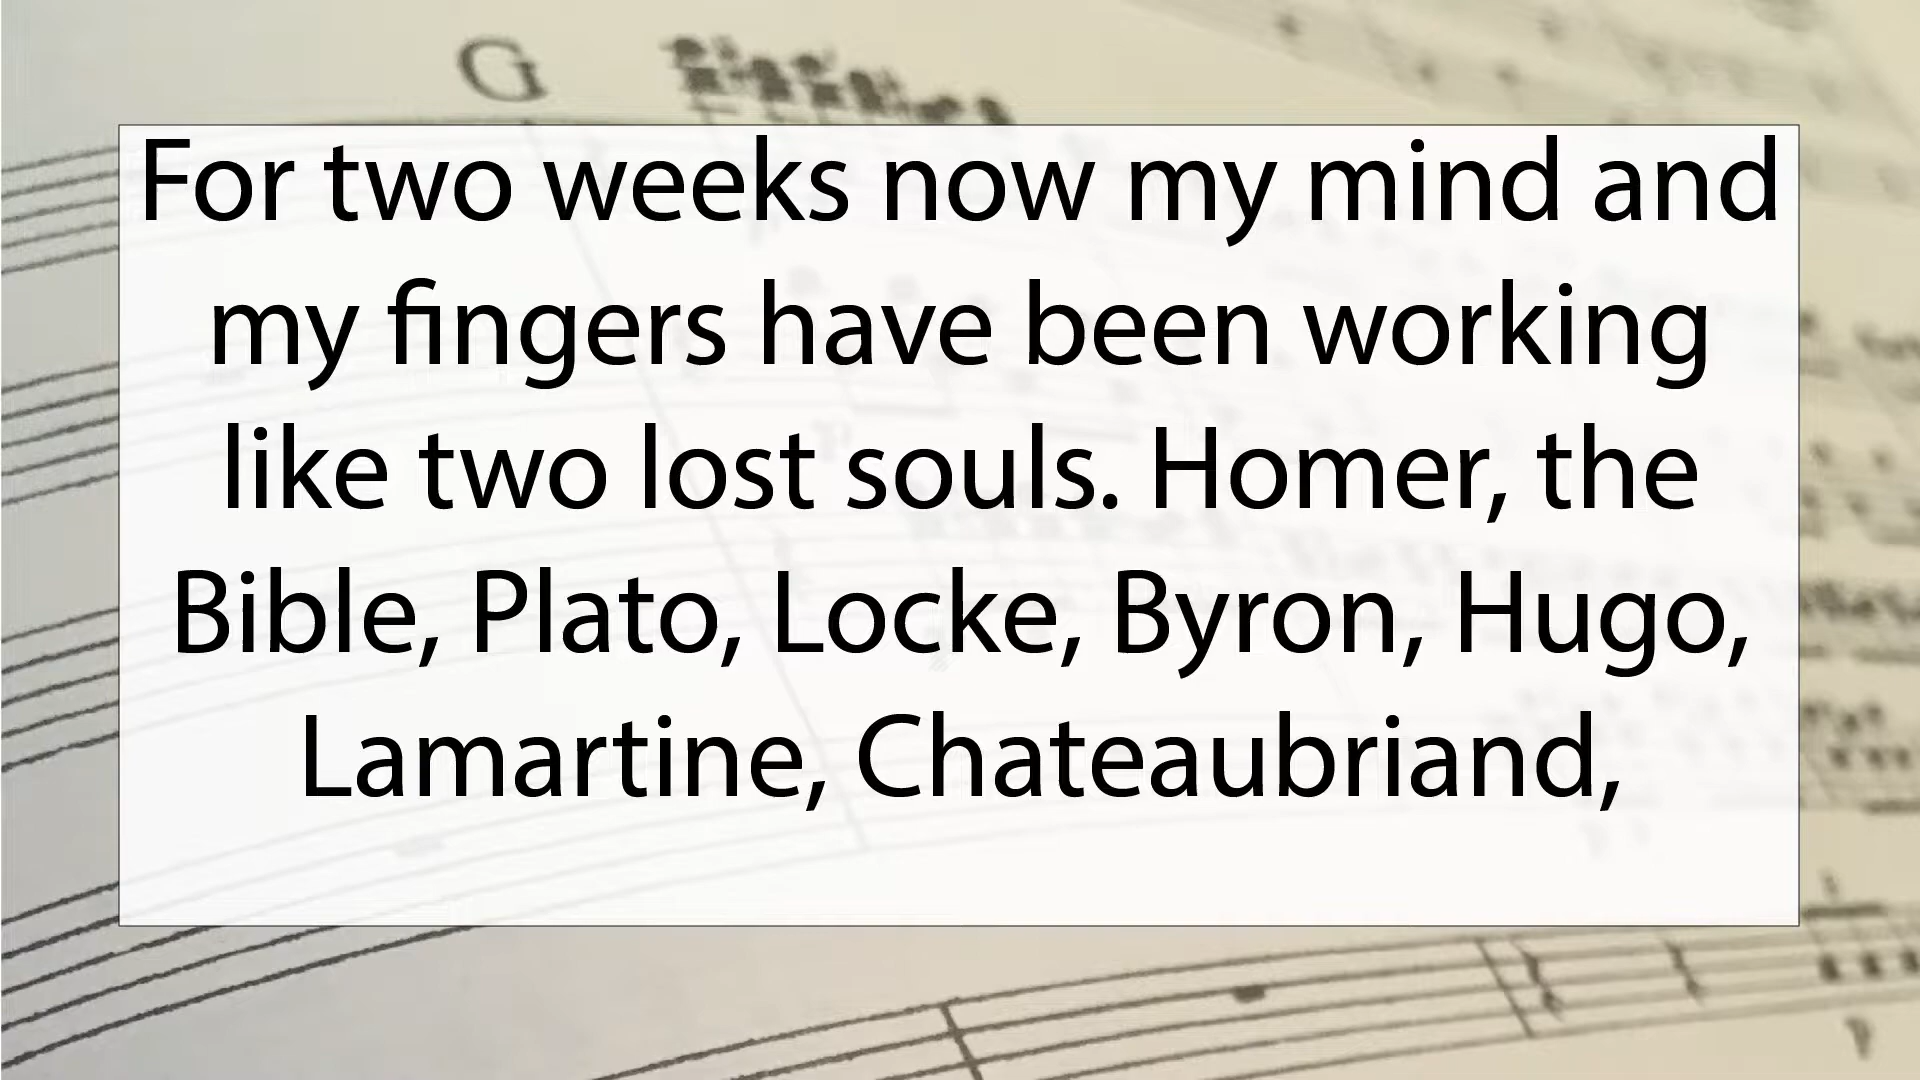 G
For two weeks now my mind and
my fingers have been working
like two lost souls. Homer, the
Bible, Plato, Locke, Byron, Hugo,
Lamartine, Chateaubriand,